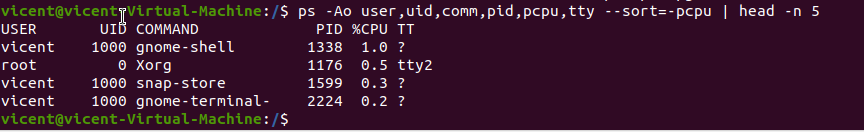 vicent@vicent-Virtual-Machine:/$ ps -Ao user,uid,comm,pid,pcpu,tty --sort=-pcpu | head -n 5
USER       UID COMMAND             PID %CPU TT
vicent    1000 gnome-shell        1338  1.0 ?
root         0 Xorg               1176  0.5 tty2
vicent    1000 snap-store         1599  0.3 ?
vicent    1000 gnome-terminal-    2224  0.2 ?
vicent@vicent-Virtual-Machine:/$